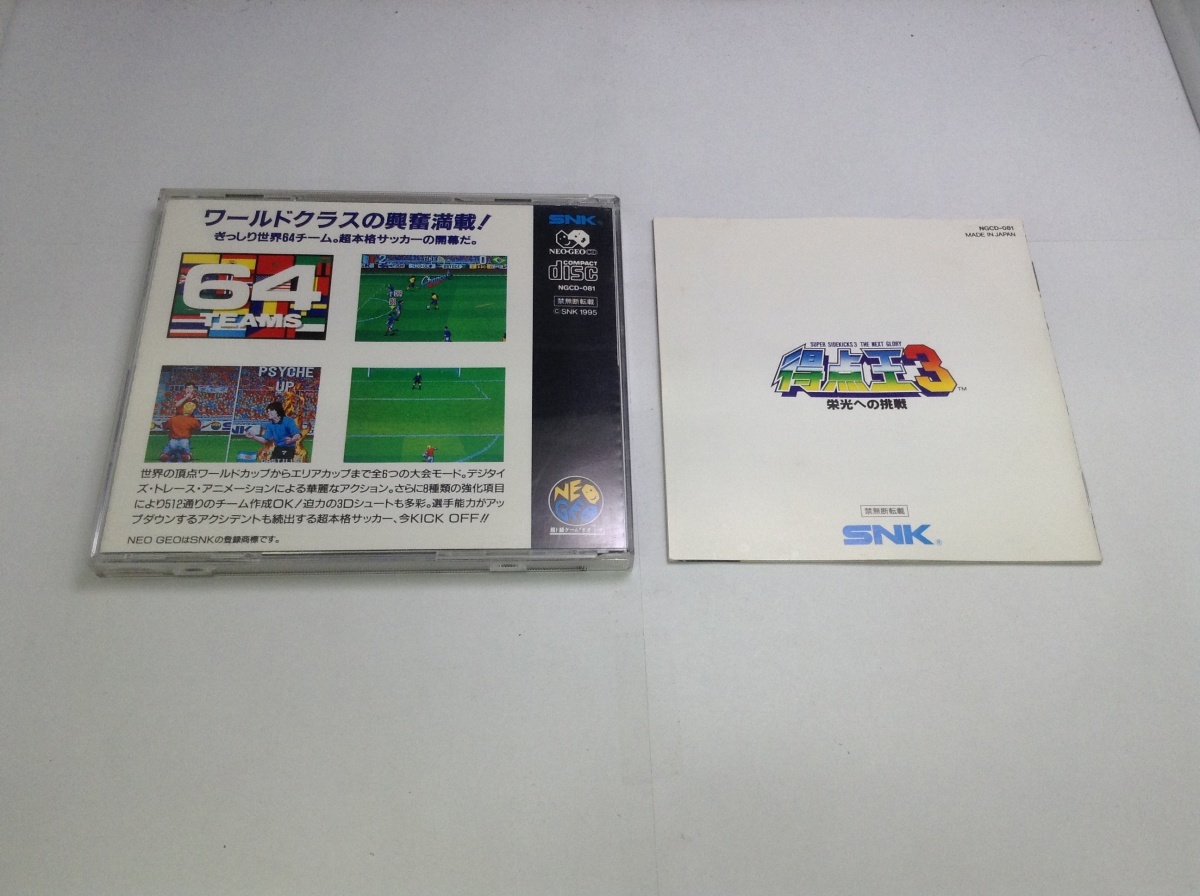 ワールドクラスの興奮満載!
ぎっしり世界64チーム。超本格サッカーの開幕だ。
64
TEAMS
2
0
PSYCHE
UP
世界の頂点ワールドカップからエリアカップまで全6つの大会モード。デジタイ
ズ・トレース・アニメーションによる華麗なアクション。さらに8種類の強化項目
により512通りのチーム作成OK!迫力の3Dシュートも多彩。選手能力がアッ
プダウンするアクシデントも続出する超本格サッカー、今KICK OFF!!
NEO GEOはSNKの登録商標です。
SNK®
NEO-GEO CD
COMPACT
disc
NGCD-081
禁無断転載
© SNK 1995
NEO
GEO
NGCD-081
MADE IN JAPAN
SUPER SIDEKICKS 3 THE NEXT GLORY
得点王3™
栄光への挑戦
禁無断転載
SNK®